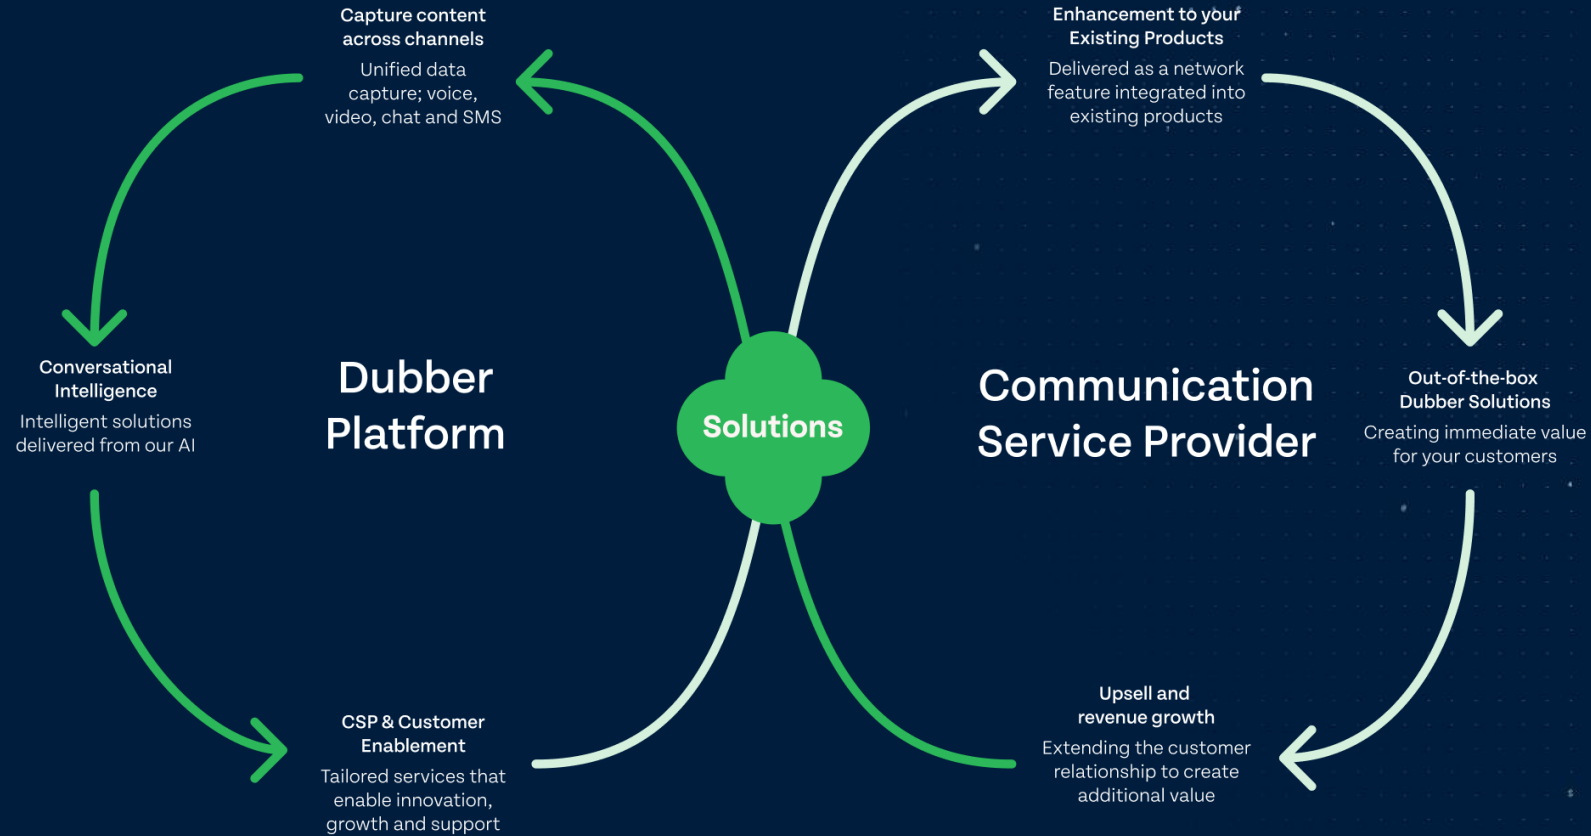 Capture content
across channels
Unified data
capture; voice,
video, chat and SMS
Enhancement to your
Existing Products
Delivered as a network
feature integrated into
existing products
Conversational
Intelligence
Intelligent solutions
delivered from our AI
Dubber
Platform
Solutions
Communication
Service Provider
Out-of-the-box
Dubber Solutions
Creating immediate value
for your customers
CSP & Customer
Enablement
Tailored services that
enable innovation,
growth and support
Upsell and
revenue growth
Extending the customer
relationship to create
additional value